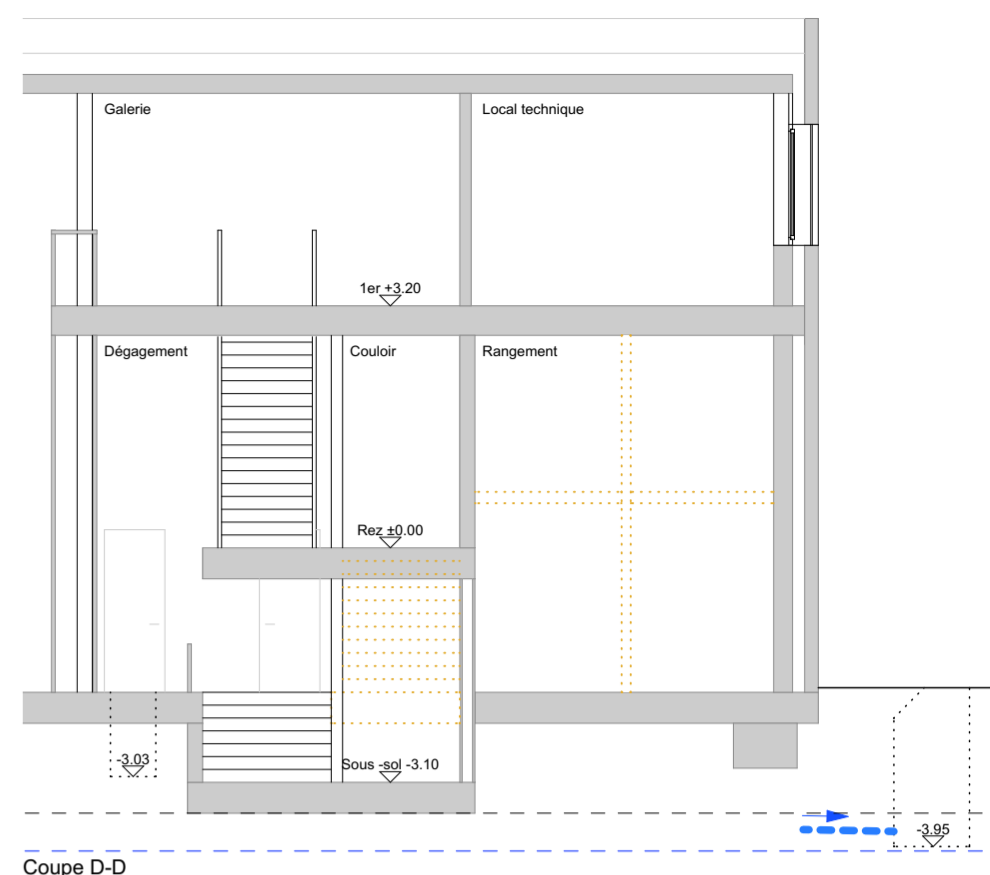 Galerie
Local technique
1er +3.20
Dégagement
Couloir
Rangement
Rez ±0.00
-3.03
Sous -sol -3.10
-3.95
Coupe D-D